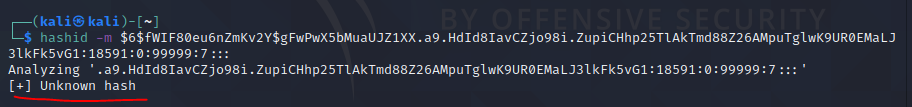 BY OFFENSIVE SECURITY
┌──(kali㉿kali)-[~]
└─$ hashid -m $6$fWIF80eu6nZmKv2Y$gFwPwX5bMuaUJZ1XX.a9.HdId8IavCZjo98i.ZupiCHhp25TlAkTmd88Z26AMpuTglwK9UR0EMaLJ
3lkFk5vG1:18591:0:99999:7:::
Analyzing '.a9.HdId8IavCZjo98i.ZupiCHhp25TlAkTmd88Z26AMpuTglwK9UR0EMaLJ3lkFk5vG1:18591:0:99999:7:::'
[+] Unknown hash